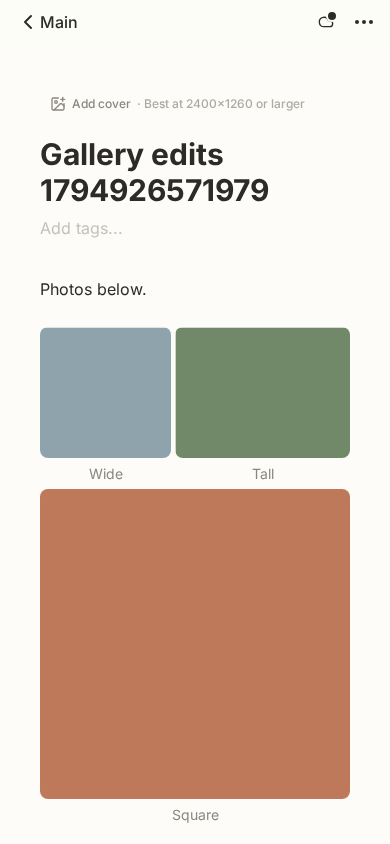 Main
Add cover · Best at 2400×1260 or larger
Gallery edits
1794926571979
Add tags...
Photos below.
Wide Tall
Square